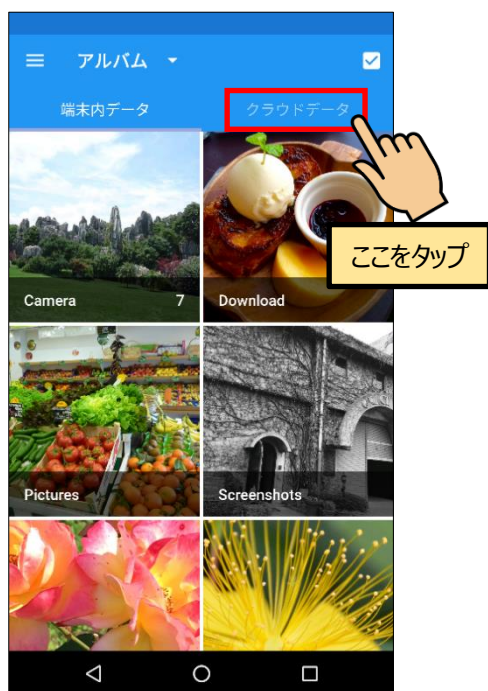 アルバム
端末内データ
クラウドデータ
ここをタップ
Camera 7
Download
Pictures
Screenshots